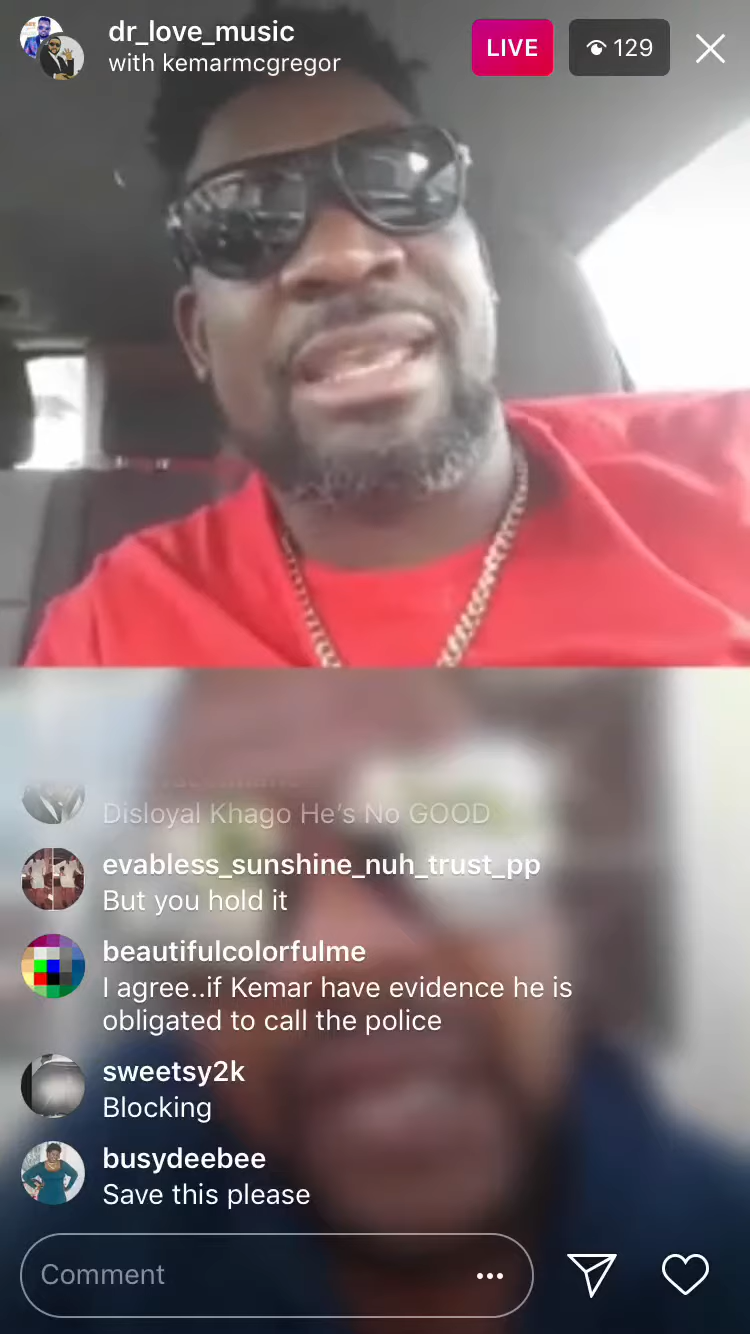 dr_love_music
with kemarmcgregor
LIVE
129
Disloyal Khago He's No GOOD
evabless_sunshine_nuh_trust_pp
But you hold it
beautifulcolorfulme
I agree..if Kemar have evidence he is
obligated to call the police
sweetsy2k
Blocking
busydeebee
Save this please
Comment